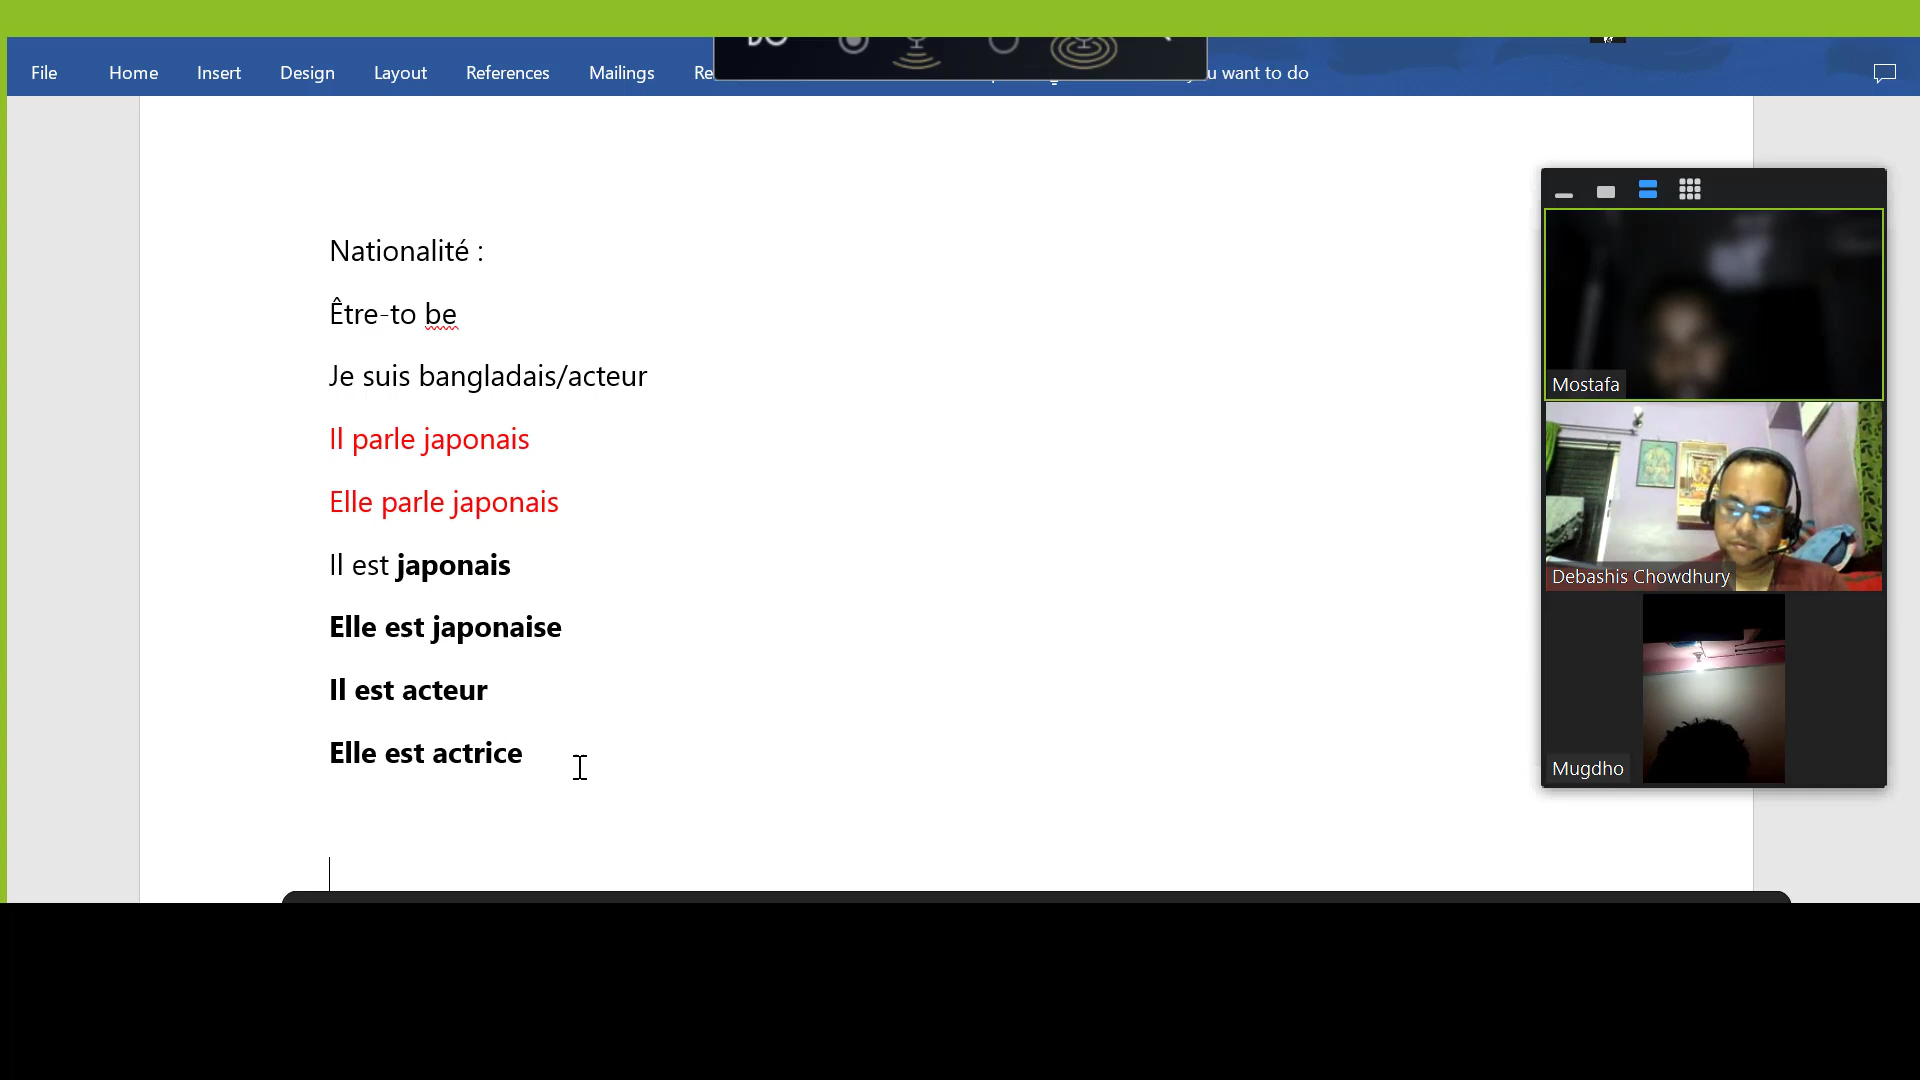 File Home Insert Design Layout References Mailings Re u want to do
Nationalité :
Être-to be
Je suis bangladais/acteur
Il parle japonais
Elle parle japonais
Il est japonais
Elle est japonaise
Il est acteur
Elle est actrice
Mostafa
Debashis Chowdhury
Mugdho